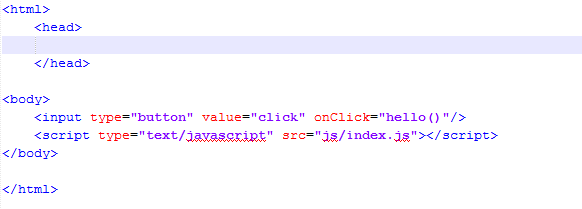 <html>
<head>
</head>
<body>
<input type="button" value="click" onClick="hello()"/>
<script type="text/javascript" src="js/index.js"></script>
</body>
</html>